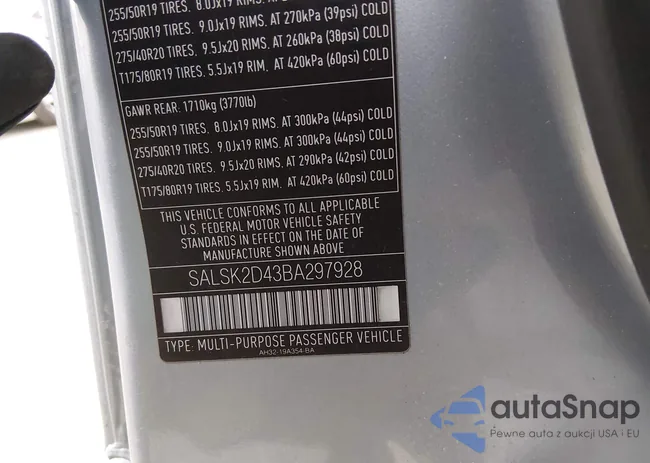 255/50R19 TIRES. 8.0Jx19 RIMS.
255/50R19 TIRES. 9.0Jx19 RIMS. AT 270kPa (39psi) COLD
275/40R20 TIRES. 9.5Jx20 RIMS. AT 260kPa (38psi) COLD
T175/80R19 TIRES. 5.5Jx19 RIM. AT 420kPa (60psi) COLD
GAWR REAR: 1710kg (3770lb)
255/50R19 TIRES. 8.0Jx19 RIMS. AT 300kPa (44psi) COLD
255/50R19 TIRES. 9.0Jx19 RIMS. AT 300kPa (44psi) COLD
275/40R20 TIRES. 9.5Jx20 RIMS. AT 290kPa (42psi) COLD
T175/80R19 TIRES. 5.5Jx19 RIM. AT 420kPa (60psi) COLD
THIS VEHICLE CONFORMS TO ALL APPLICABLE
U.S. FEDERAL MOTOR VEHICLE SAFETY
STANDARDS IN EFFECT ON THE DATE OF
MANUFACTURE SHOWN ABOVE
SALSK2D43BA297928
TYPE: MULTI-PURPOSE PASSENGER VEHICLE
AH32-19A354-BA
autaSnap
Pewne auta z aukcji USA i EU